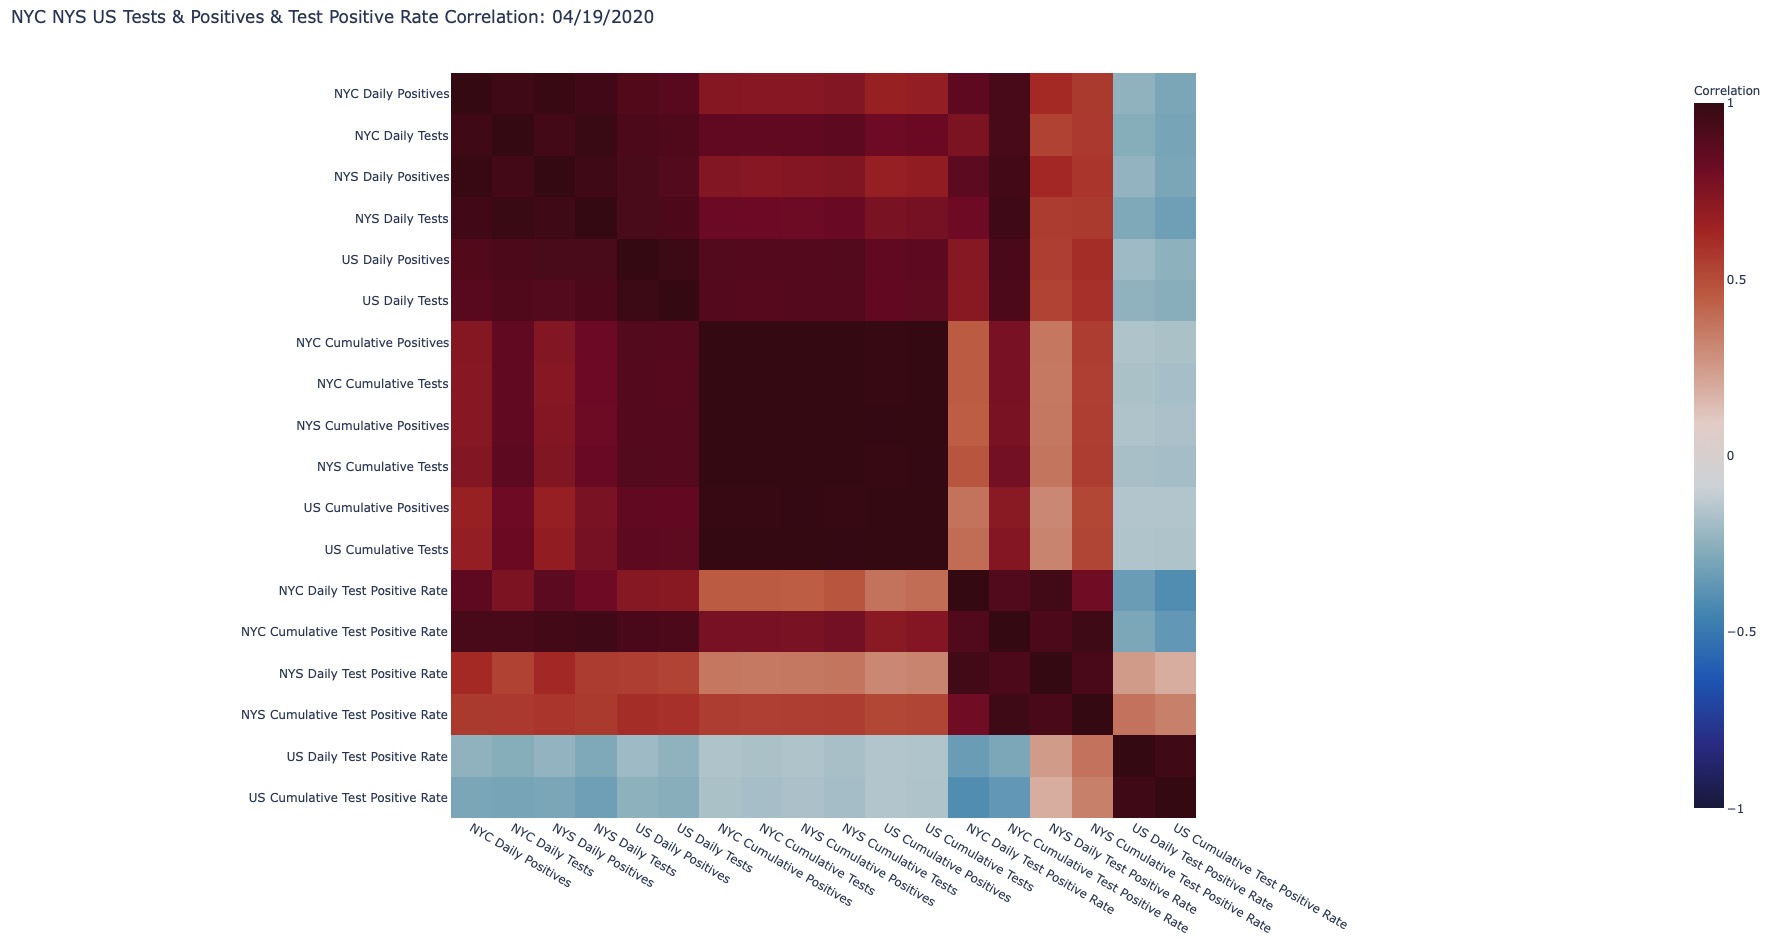 NYC NYS US Tests & Positives & Test Positive Rate Correlation: 04/19/2020
Correlation
1
0.5
0
−0.5
−1
NYC Daily Positives
NYC Daily Tests
NYS Daily Positives
NYS Daily Tests
US Daily Positives
US Daily Tests
NYC Cumulative Positives
NYC Cumulative Tests
NYS Cumulative Positives
NYS Cumulative Tests
US Cumulative Positives
US Cumulative Tests
NYC Daily Test Positive Rate
NYC Cumulative Test Positive Rate
NYS Daily Test Positive Rate
NYS Cumulative Test Positive Rate
US Daily Test Positive Rate
US Cumulative Test Positive Rate
NYC Daily Positives
NYC Daily Tests
NYS Daily Positives
NYS Daily Tests
US Daily Positives
US Daily Tests
NYC Cumulative Positives
NYC Cumulative Tests
NYS Cumulative Positives
NYS Cumulative Tests
US Cumulative Positives
US Cumulative Tests
NYC Daily Test Positive Rate
NYC Cumulative Test Positive Rate
NYS Daily Test Positive Rate
NYS Cumulative Test Positive Rate
US Daily Test Positive Rate
US Cumulative Test Positive Rate